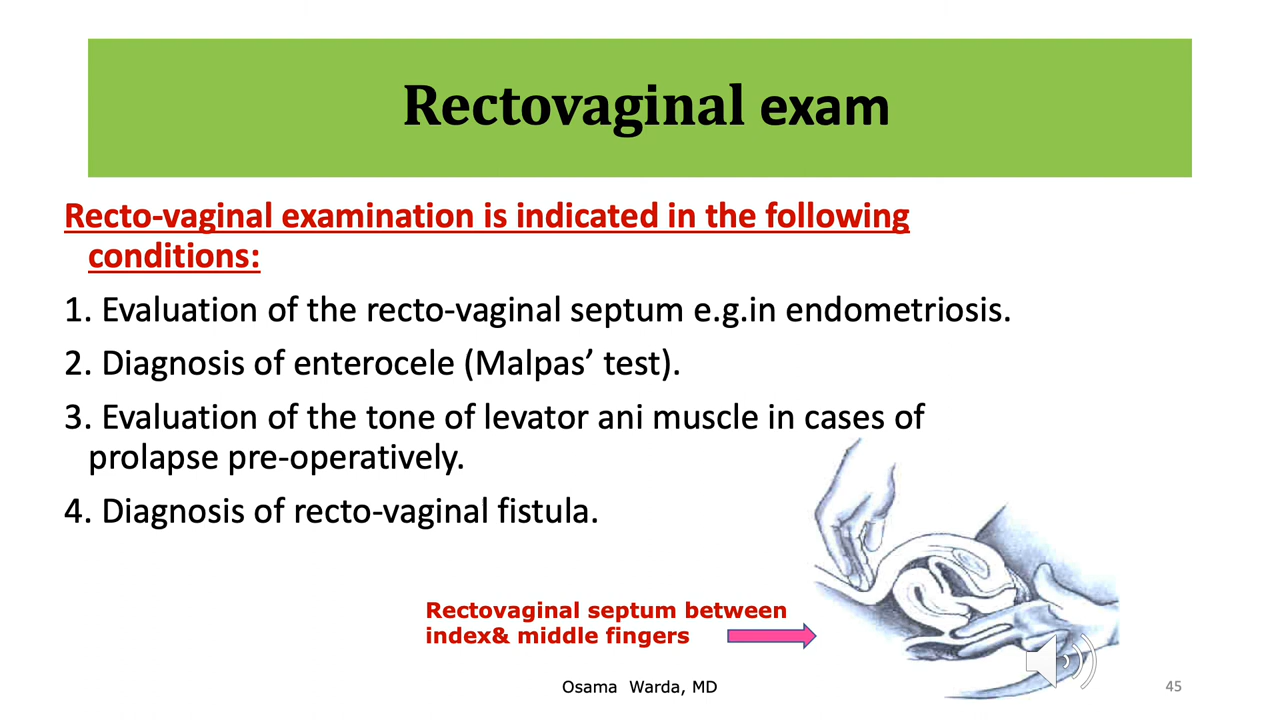 Rectovaginal exam
Recto-vaginal examination is indicated in the following
conditions:
1. Evaluation of the recto-vaginal septum e.g.in endometriosis.
2. Diagnosis of enterocele (Malpas’ test).
3. Evaluation of the tone of levator ani muscle in cases of
prolapse pre-operatively.
4. Diagnosis of recto-vaginal fistula.
Rectovaginal septum between
index& middle fingers
Osama Warda, MD
45